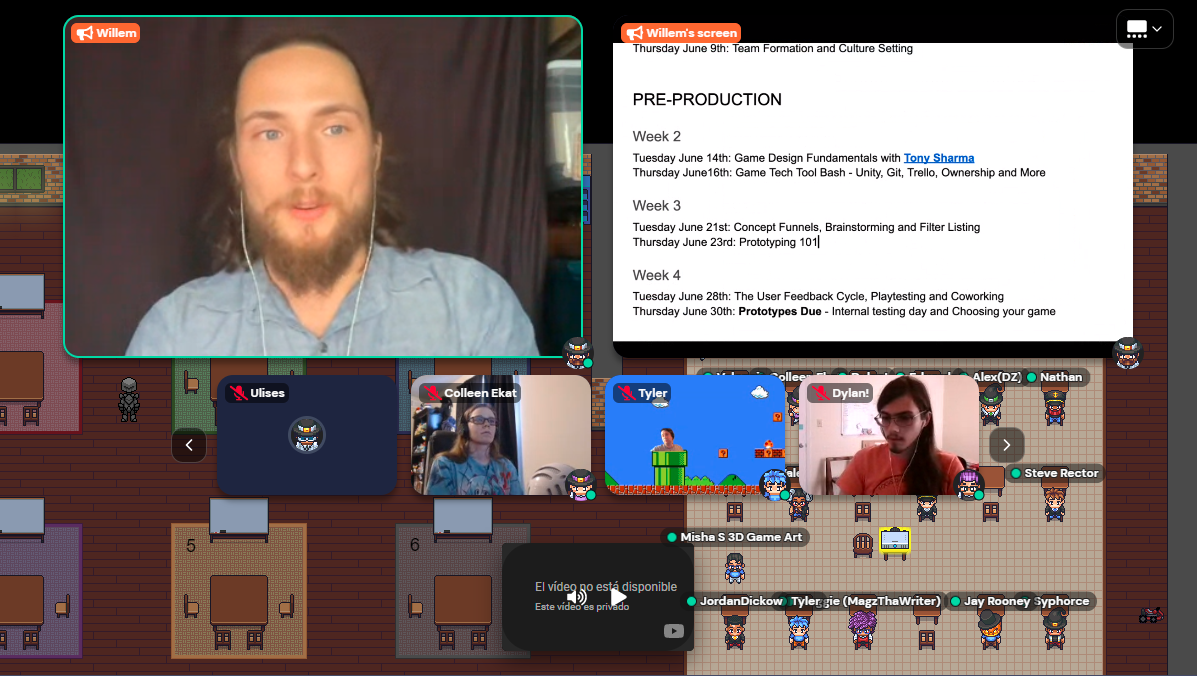 Willem
Willem's screen
Thursday June 9th: Team Formation and Culture Setting
PRE-PRODUCTION
Week 2
Tuesday June 14th: Game Design Fundamentals with Tony Sharma
Thursday June16th: Game Tech Tool Bash - Unity, Git, Trello, Ownership and More
Week 3
Tuesday June 21st: Concept Funnels, Brainstorming and Filter Listing
Thursday June 23rd: Prototyping 101
Week 4
Tuesday June 28th: The User Feedback Cycle, Playtesting and Coworking
Thursday June 30th: Prototypes Due - Internal testing day and Choosing your game
Alex(DZ)
Nathan
Ulises
Colleen Ekat
Tyler
Dylan!
Steve Rector
5
6
Misha S 3D Game Art
El vídeo no está disponible
Este vídeo es privado
JordanDickow
Tyler
gie (MagzThaWriter)
Jay Rooney
Syphorce